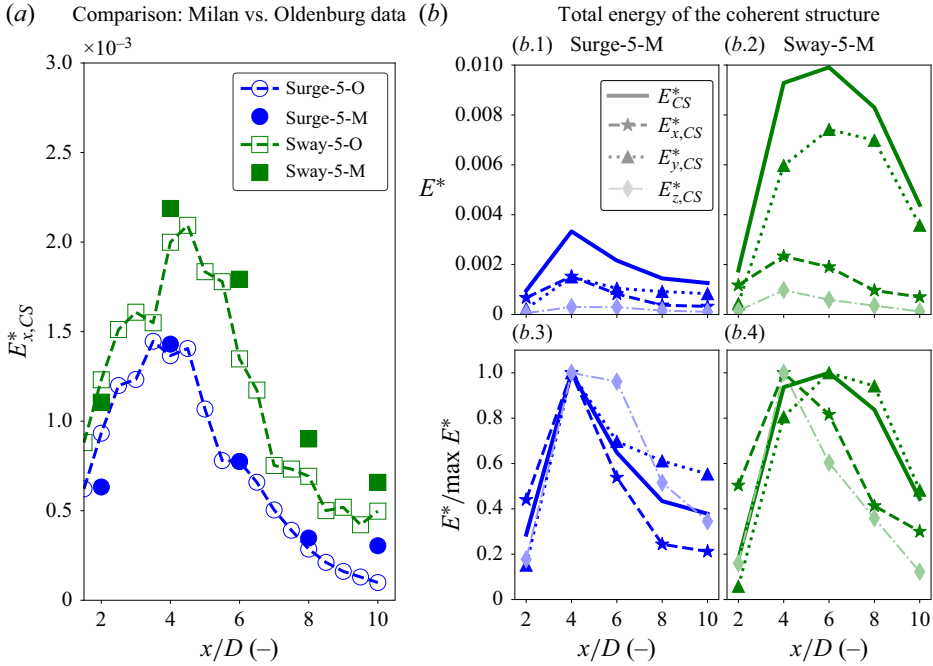 (a) Comparison: Milan vs. Oldenburg data
×10⁻³
3.0
2.5
2.0
1.5
1.0
0.5
0
E*x,CS
Surge-5-O
Surge-5-M
Sway-5-O
Sway-5-M
2 4 6 8 10
x/D (–)
(b) Total energy of the coherent structure
(b.1) Surge-5-M
(b.2) Sway-5-M
0.010
0.008
0.006
0.004
0.002
0
E*
E*CS
E*x,CS
E*y,CS
E*z,CS
(b.3)
(b.4)
1.0
0.8
0.6
0.4
0.2
0
E*/max E*
2 4 6 8 10
2 4 6 8 10
x/D (–)
x/D (–)